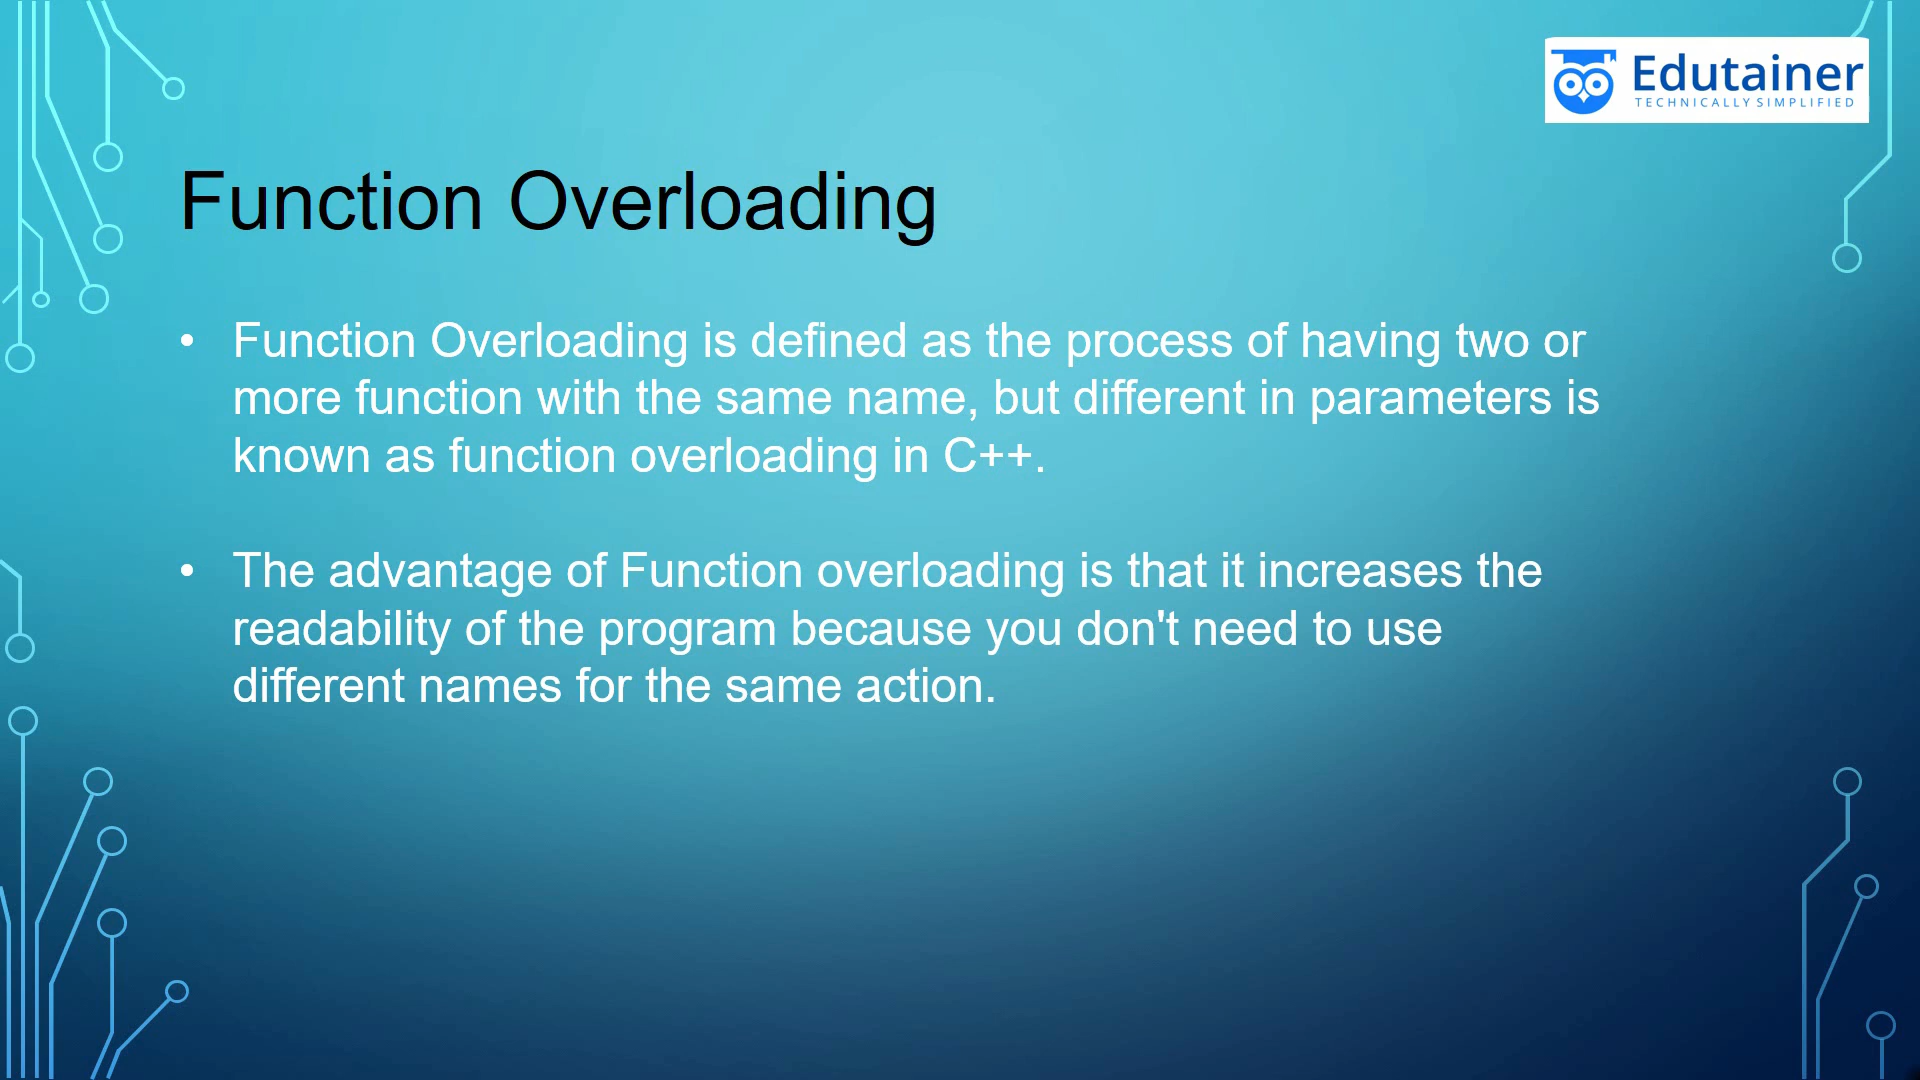 Edutainer
TECHNICALLY SIMPLIFIED
Function Overloading
• Function Overloading is defined as the process of having two or
more function with the same name, but different in parameters is
known as function overloading in C++.
• The advantage of Function overloading is that it increases the
readability of the program because you don't need to use
different names for the same action.